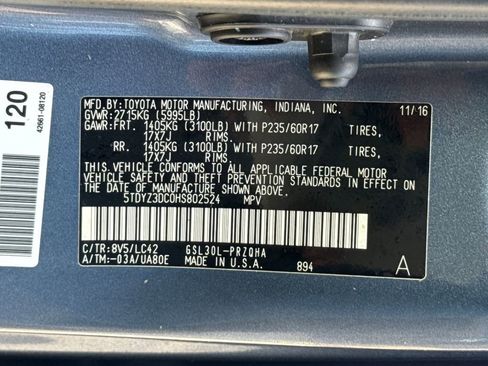 120
42661-08120
MFD. BY: TOYOTA MOTOR MANUFACTURING, INDIANA, INC. 11/16
GVWR: 2715KG (5995LB)
GAWR: FRT. 1405KG (3100LB) WITH P235/60R17 TIRES,
17X7J RIMS.
RR. 1405KG (3100LB) WITH P235/60R17 TIRES,
17X7J RIMS.
THIS VEHICLE CONFORMS TO ALL APPLICABLE FEDERAL MOTOR
VEHICLE SAFETY AND THEFT PREVENTION STANDARDS IN
EFFECT ON THE DATE OF MANUFACTURE SHOWN ABOVE.
5TDYZ3DC0HS802524 MPV
C/TR: 8V5/LC42 GSL30L-PRZQHA
A/TM: -03A/UA80E MADE IN U.S.A. 894 A